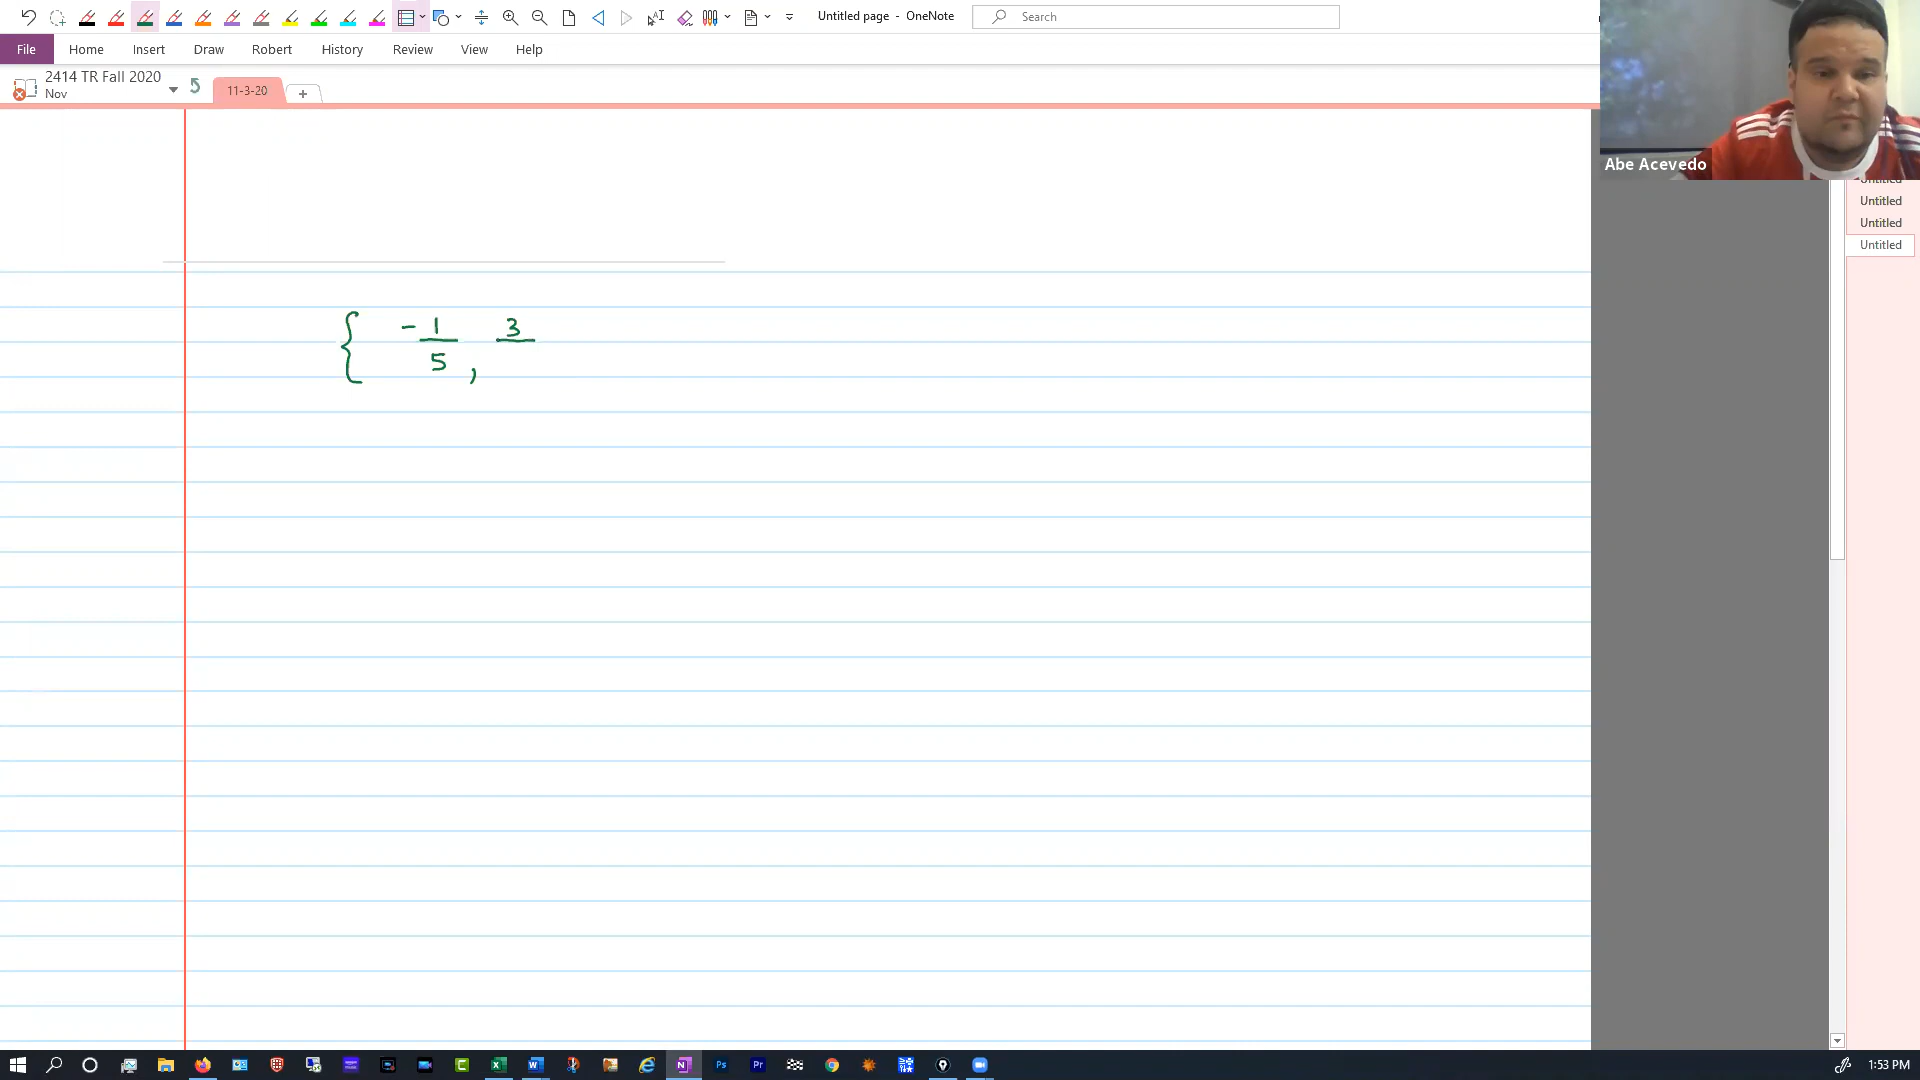 Untitled page - OneNote
Search
File Home Insert Draw Robert History Review View Help
2414 TR Fall 2020
Nov
11-3-20
Abe Acevedo
Untitled
Untitled
Untitled
Untitled
{ -1/5 , 3
1:53 PM